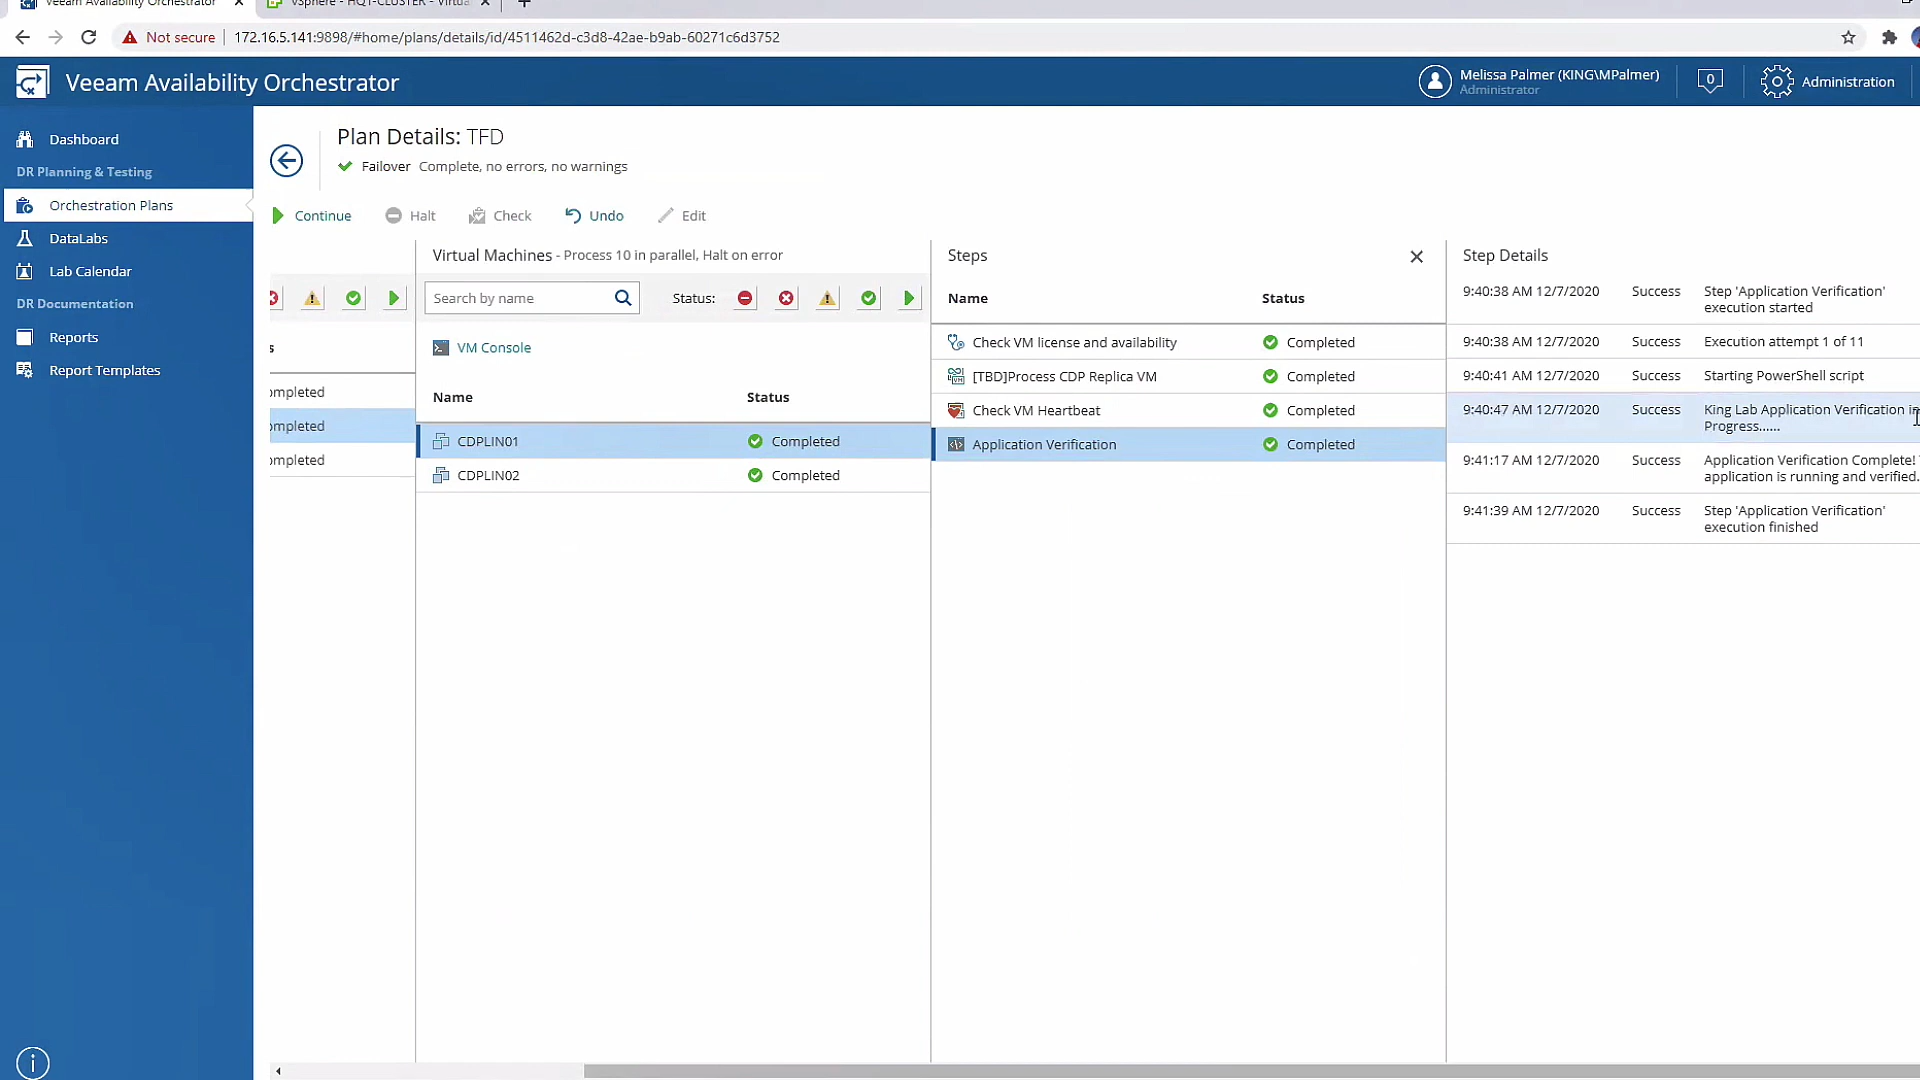 Veeam Availability Orchestrator
vSphere - HQ1-CLUSTER - Virtua
Not secure
172.16.5.141:9898/#home/plans/details/id/4511462d-c3d8-42ae-b9ab-60271c6d3752
Veeam Availability Orchestrator
Melissa Palmer (KING\MPalmer)
Administrator
0
Administration
Dashboard
DR Planning & Testing
Orchestration Plans
DataLabs
Lab Calendar
DR Documentation
Reports
Report Templates
Plan Details: TFD
Failover Complete, no errors, no warnings
Continue Halt Check Undo Edit
ompleted
ompleted
ompleted
Virtual Machines - Process 10 in parallel, Halt on error
Search by name
Status:
VM Console
Name Status
CDPLIN01 Completed
CDPLIN02 Completed
Steps
Name Status
Check VM license and availability Completed
[TBD]Process CDP Replica VM Completed
Check VM Heartbeat Completed
Application Verification Completed
Step Details
9:40:38 AM 12/7/2020 Success Step 'Application Verification'
execution started
9:40:38 AM 12/7/2020 Success Execution attempt 1 of 11
9:40:41 AM 12/7/2020 Success Starting PowerShell script
9:40:47 AM 12/7/2020 Success King Lab Application Verification in
Progress......
9:41:17 AM 12/7/2020 Success Application Verification Complete!
application is running and verified.
9:41:39 AM 12/7/2020 Success Step 'Application Verification'
execution finished